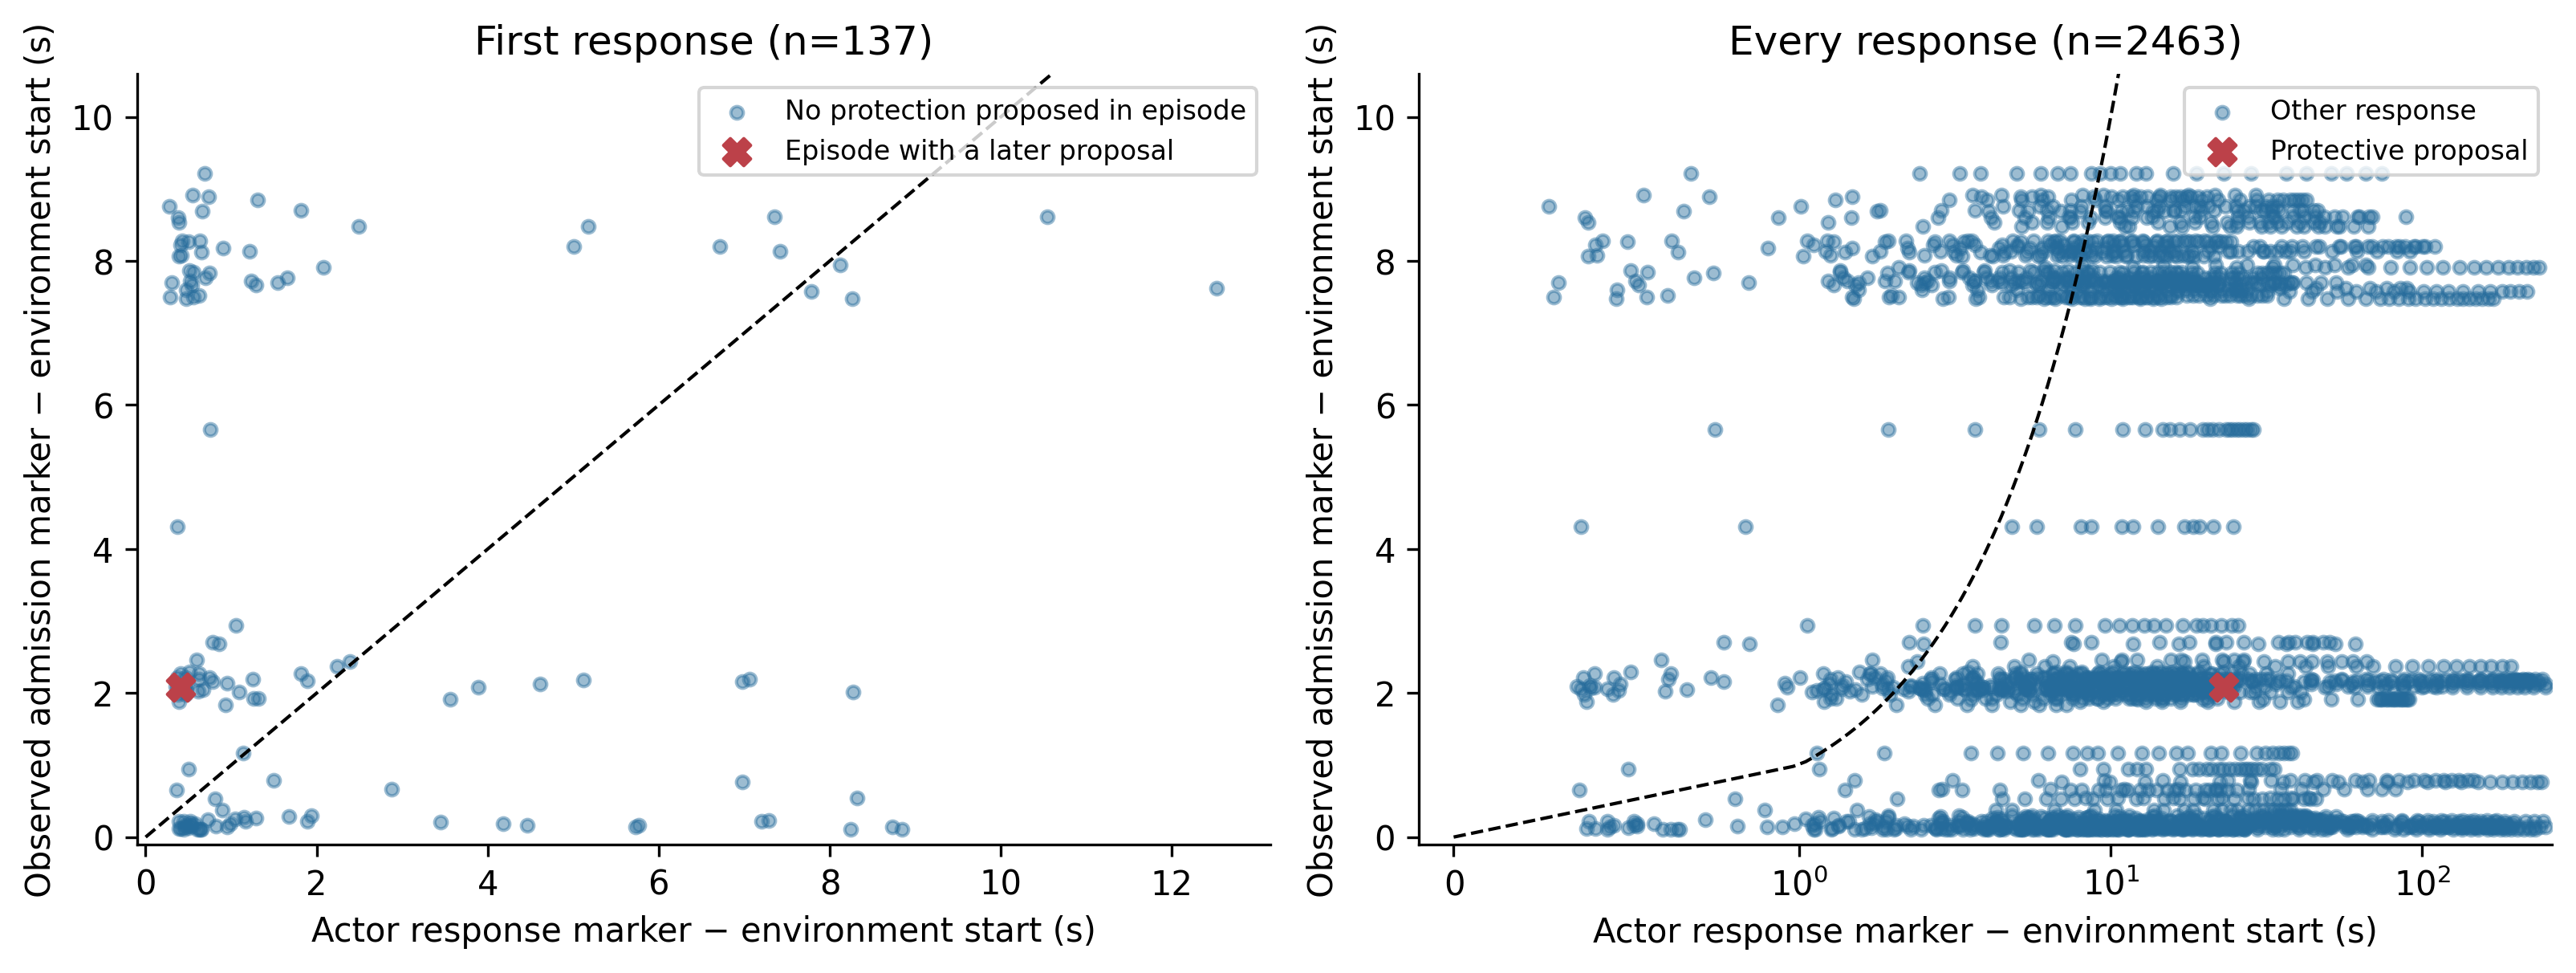 First response (n=137)
Observed admission marker − environment start (s)
10
8
6
4
2
0
No protection proposed in episode
Episode with a later proposal
0 2 4 6 8 10 12
Actor response marker − environment start (s)
Every response (n=2463)
Observed admission marker − environment start (s)
10
8
6
4
2
0
Other response
Protective proposal
0 10⁰ 10¹ 10²
Actor response marker − environment start (s)